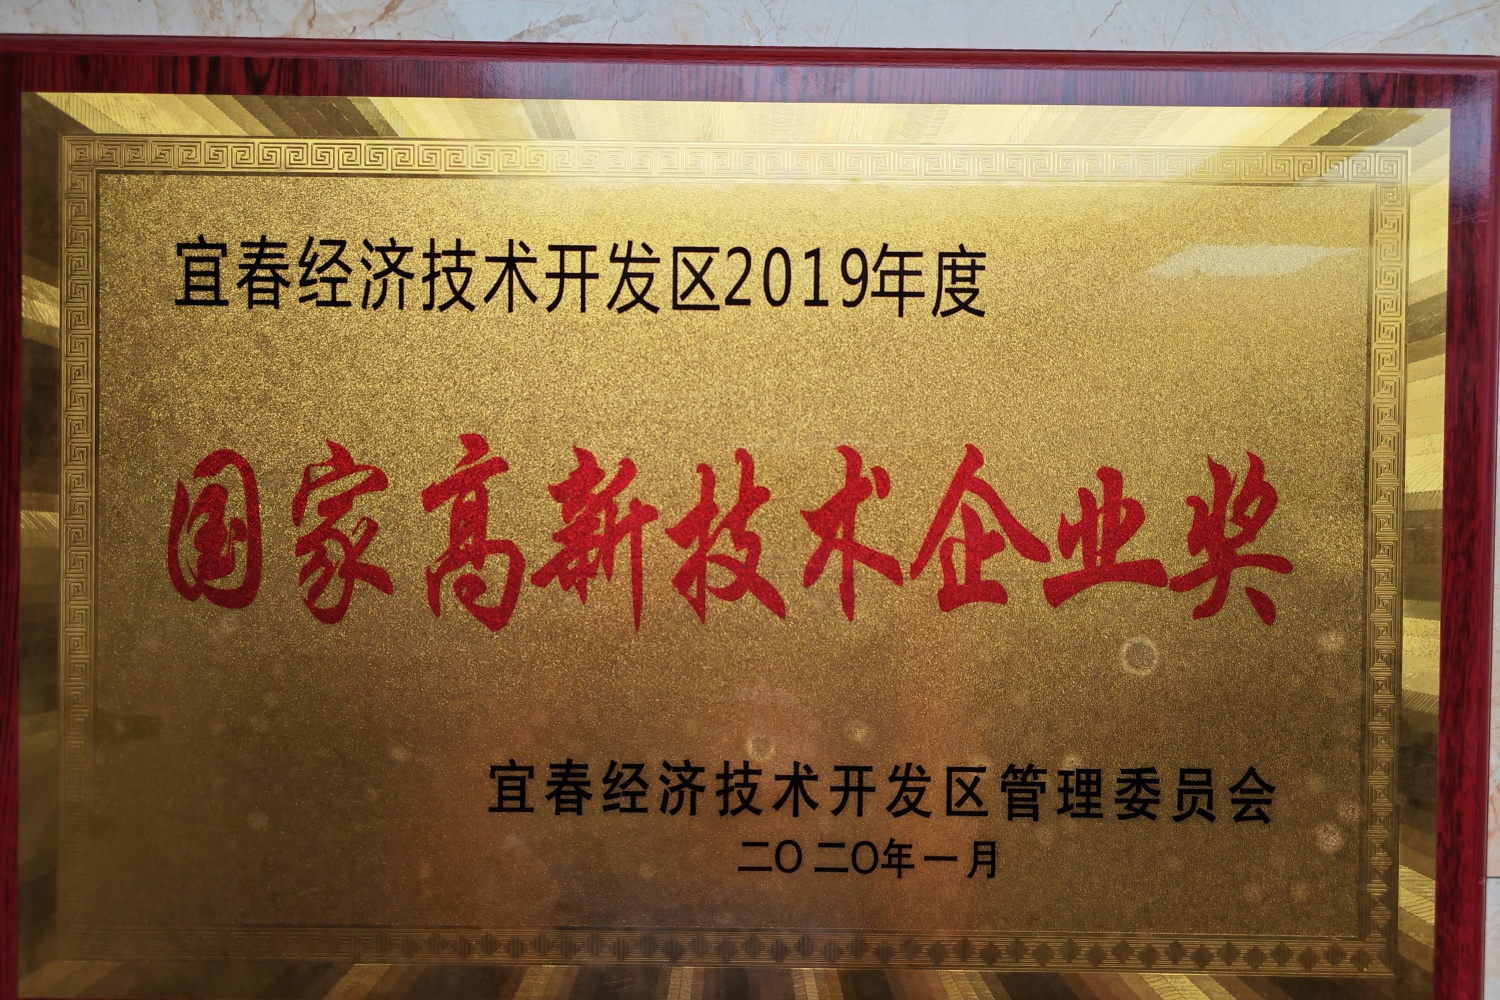 宜春经济技术开发区2019年度
国家高新技术企业奖
宜春经济技术开发区管理委员会
二〇二〇年一月